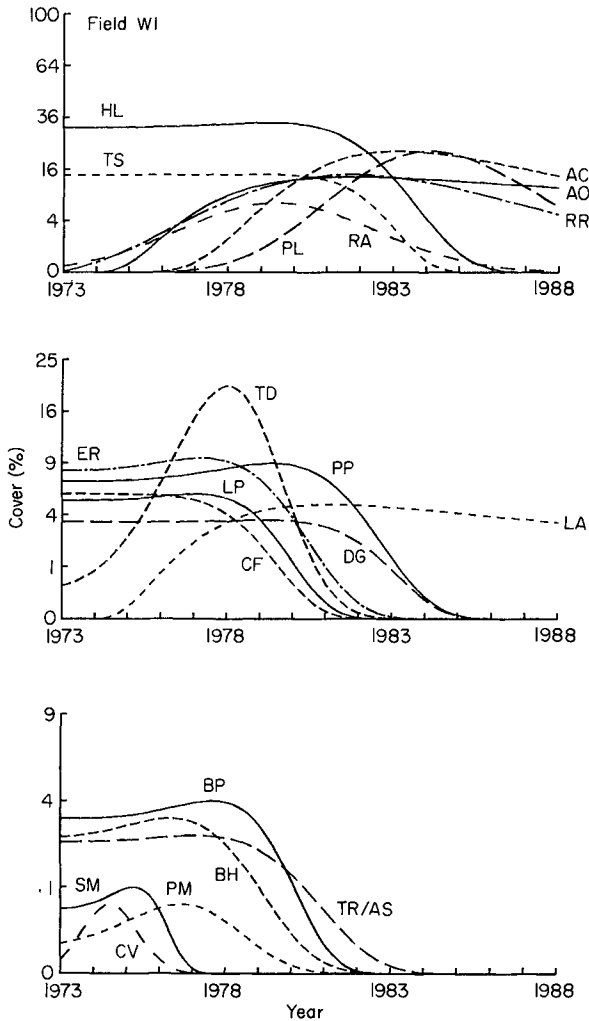 100
Field WI
64
36
HL
16
TS
AC
AO
4
RR
PL
RA
0
1973
1978
1983
1988
25
TD
16
ER
9
PP
LP
4
LA
CF
DG
1
0
1973
1978
1983
1988
Cover (%)
9
BP
4
BH
SM
PM
1
TR/AS
CV
0
1973
1978
1983
1988
Year